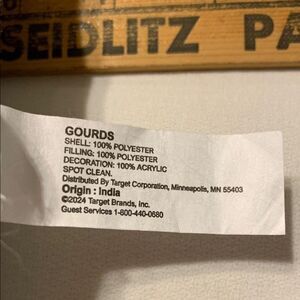 SEIDLITZ PA
GOURDS
SHELL: 100% POLYESTER
FILLING: 100% POLYESTER
DECORATION: 100% ACRYLIC
SPOT CLEAN.
Distributed By Target Corporation, Minneapolis, MN 55403
Origin : India
©2024 Target Brands, Inc.
Guest Services 1-800-440-0680